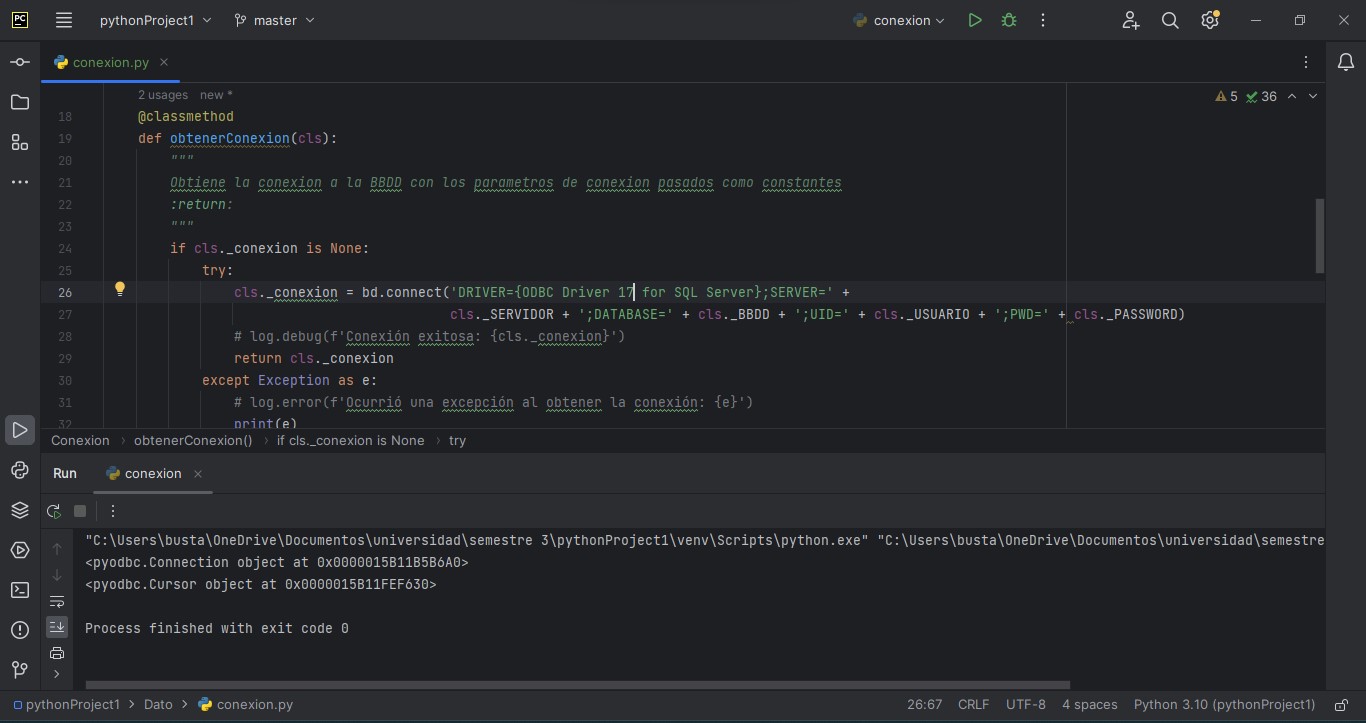 PC pythonProject1 master conexion
conexion.py
5 36
2 usages new *
18 @classmethod
19 def obtenerConexion(cls):
20 """
21 Obtiene la conexion a la BBDD con los parametros de conexion pasados como constantes
22 :return:
23 """
24 if cls._conexion is None:
25 try:
26 cls._conexion = bd.connect('DRIVER={ODBC Driver 17 for SQL Server};SERVER=' +
27 cls._SERVIDOR + ';DATABASE=' + cls._BBDD + ';UID=' + cls._USUARIO + ';PWD=' + cls._PASSWORD)
28 # log.debug(f'Conexión exitosa: {cls._conexion}')
29 return cls._conexion
30 except Exception as e:
31 # log.error(f'Ocurrió una excepción al obtener la conexión: {e}')
32 print(e)
Conexion › obtenerConexion() › if cls._conexion is None › try
Run conexion
"C:\Users\busta\OneDrive\Documentos\universidad\semestre 3\pythonProject1\venv\Scripts\python.exe" "C:\Users\busta\OneDrive\Documentos\universidad\semestre
<pyodbc.Connection object at 0x0000015B11B5B6A0>
<pyodbc.Cursor object at 0x0000015B11FEF630>
Process finished with exit code 0
pythonProject1 › Dato › conexion.py 26:67 CRLF UTF-8 4 spaces Python 3.10 (pythonProject1)